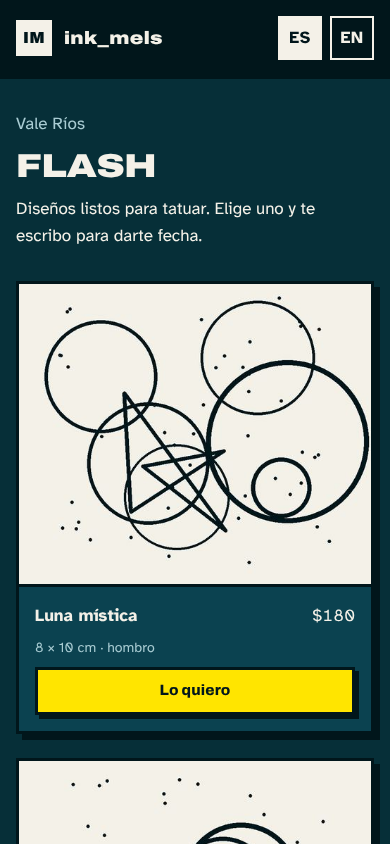 IM ink_mels ES EN
Vale Ríos
FLASH
Diseños listos para tatuar. Elige uno y te
escribo para darte fecha.
Luna mística $180
8 × 10 cm · hombro
Lo quiero